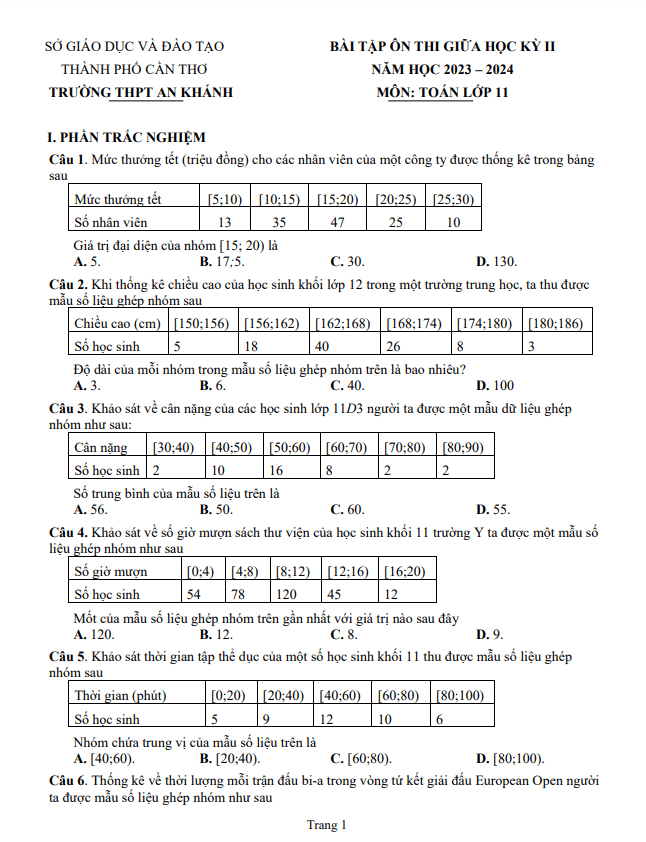 SỞ GIÁO DỤC VÀ ĐÀO TẠO
THÀNH PHỐ CẦN THƠ
TRƯỜNG THPT AN KHÁNH
BÀI TẬP ÔN THI GIỮA HỌC KỲ II
NĂM HỌC 2023 – 2024
MÔN: TOÁN LỚP 11
I. PHẦN TRẮC NGHIỆM
Câu 1. Mức thưởng tết (triệu đồng) cho các nhân viên của một công ty được thống kê trong bảng
sau
Mức thưởng tết [5;10) [10;15) [15;20) [20;25) [25;30)
Số nhân viên 13 35 47 25 10
Giá trị đại diện của nhóm [15; 20) là
A. 5. B. 17;5. C. 30. D. 130.
Câu 2. Khi thống kê chiều cao của học sinh khối lớp 12 trong một trường trung học, ta thu được
mẫu số liệu ghép nhóm sau
Chiều cao (cm) [150;156) [156;162) [162;168) [168;174) [174;180) [180;186)
Số học sinh 5 18 40 26 8 3
Độ dài của mỗi nhóm trong mẫu số liệu ghép nhóm trên là bao nhiêu?
A. 3. B. 6. C. 40. D. 100
Câu 3. Khảo sát về cân nặng của các học sinh lớp 11D3 người ta được một mẫu dữ liệu ghép
nhóm như sau:
Cân nặng [30;40) [40;50) [50;60) [60;70) [70;80) [80;90)
Số học sinh 2 10 16 8 2 2
Số trung bình của mẫu số liệu trên là
A. 56. B. 50. C. 60. D. 55.
Câu 4. Khảo sát về số giờ mượn sách thư viện của học sinh khối 11 trường Y ta được một mẫu số
liệu ghép nhóm như sau
Số giờ mượn [0;4) [4;8) [8;12) [12;16) [16;20)
Số học sinh 54 78 120 45 12
Mốt của mẫu số liệu ghép nhóm trên gần nhất với giá trị nào sau đây
A. 120. B. 12. C. 8. D. 9.
Câu 5. Khảo sát thời gian tập thể dục của một số học sinh khối 11 thu được mẫu số liệu ghép
nhóm sau
Thời gian (phút) [0;20) [20;40) [40;60) [60;80) [80;100)
Số học sinh 5 9 12 10 6
Nhóm chứa trung vị của mẫu số liệu trên là
A. [40;60). B. [20;40). C. [60;80). D. [80;100).
Câu 6. Thống kê về thời lượng mỗi trận đấu bi-a trong vòng tứ kết giải đấu European Open người
ta được mẫu số liệu ghép nhóm như sau
Trang 1